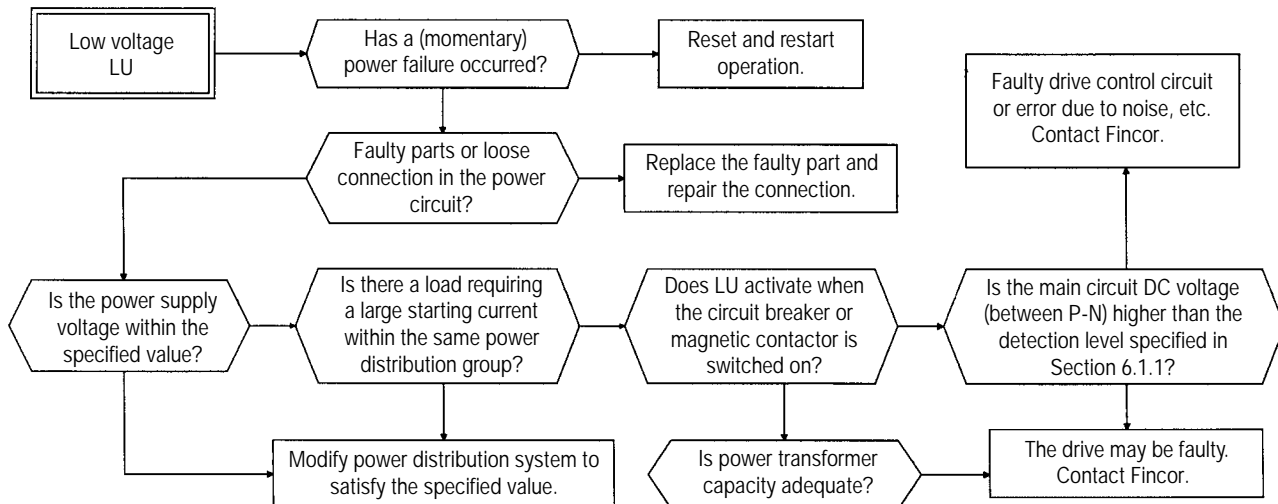 Low voltage
LU
Has a (momentary)
power failure occurred?
Reset and restart
operation.
Faulty drive control circuit
or error due to noise, etc.
Contact Fincor.
Faulty parts or loose
connection in the power
circuit?
Replace the faulty part and
repair the connection.
Is the power supply
voltage within the
specified value?
Is there a load requiring
a large starting current
within the same power
distribution group?
Does LU activate when
the circuit breaker or
magnetic contactor is
switched on?
Is the main circuit DC voltage
(between P-N) higher than the
detection level specified in
Section 6.1.1?
Modify power distribution system to
satisfy the specified value.
Is power transformer
capacity adequate?
The drive may be faulty.
Contact Fincor.